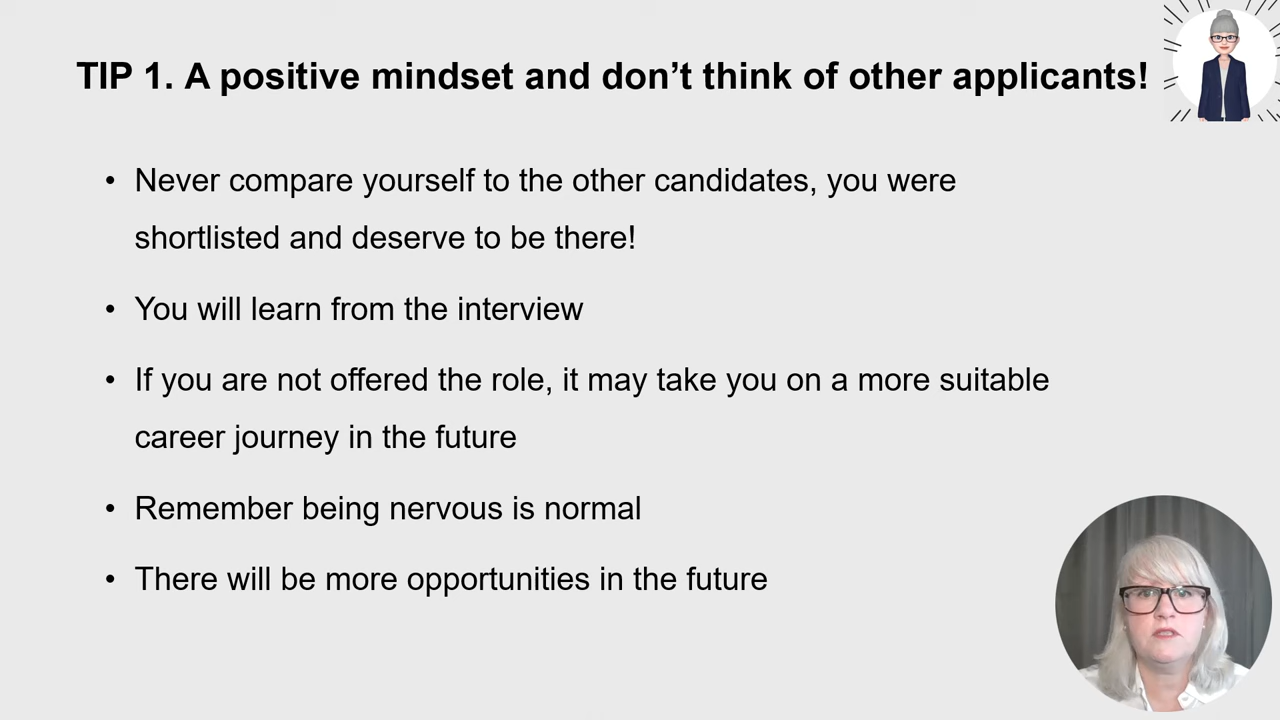 TIP 1. A positive mindset and don’t think of other applicants!
• Never compare yourself to the other candidates, you were
shortlisted and deserve to be there!
• You will learn from the interview
• If you are not offered the role, it may take you on a more suitable
career journey in the future
• Remember being nervous is normal
• There will be more opportunities in the future